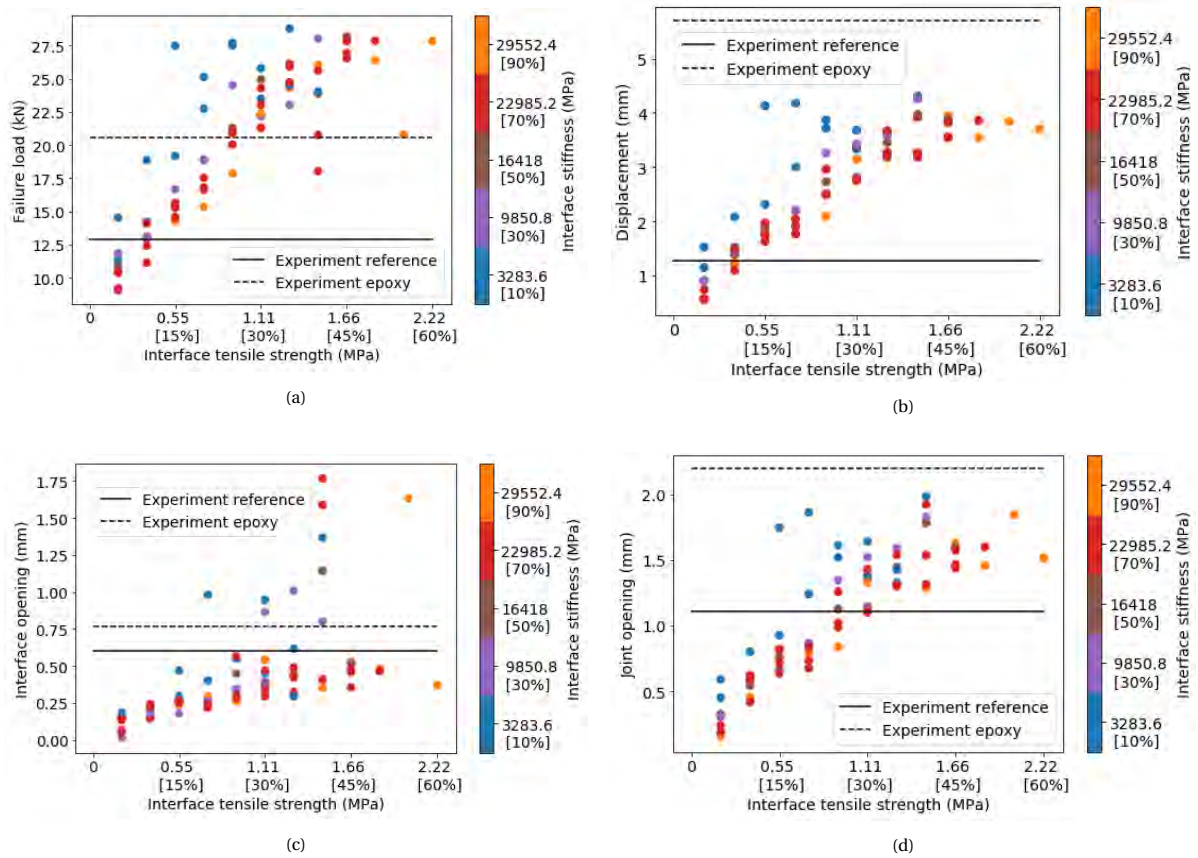 27.5
25.0
22.5
20.0
17.5
15.0
12.5
10.0
Failure load (kN)
Experiment reference
Experiment epoxy
0 0.55 1.11 1.66 2.22
[15%] [30%] [45%] [60%]
Interface tensile strength (MPa)
29552.4
[90%]
22985.2
[70%]
16418
[50%]
9850.8
[30%]
3283.6
[10%]
Interface stiffness (MPa)
(a)
5
4
3
2
1
Displacement (mm)
Experiment reference
Experiment epoxy
0 0.55 1.11 1.66 2.22
[15%] [30%] [45%] [60%]
Interface tensile strength (MPa)
29552.4
[90%]
22985.2
[70%]
16418
[50%]
9850.8
[30%]
3283.6
[10%]
Interface stiffness (MPa)
(b)
1.75
1.50
1.25
1.00
0.75
0.50
0.25
0.00
Interface opening (mm)
Experiment reference
Experiment epoxy
0 0.55 1.11 1.66 2.22
[15%] [30%] [45%] [60%]
Interface tensile strength (MPa)
29552.4
[90%]
22985.2
[70%]
16418
[50%]
9850.8
[30%]
3283.6
[10%]
Interface stiffness (MPa)
(c)
2.0
1.5
1.0
0.5
Joint opening (mm)
Experiment reference
Experiment epoxy
0 0.55 1.11 1.66 2.22
[15%] [30%] [45%] [60%]
Interface tensile strength (MPa)
29552.4
[90%]
22985.2
[70%]
16418
[50%]
9850.8
[30%]
3283.6
[10%]
Interface stiffness (MPa)
(d)